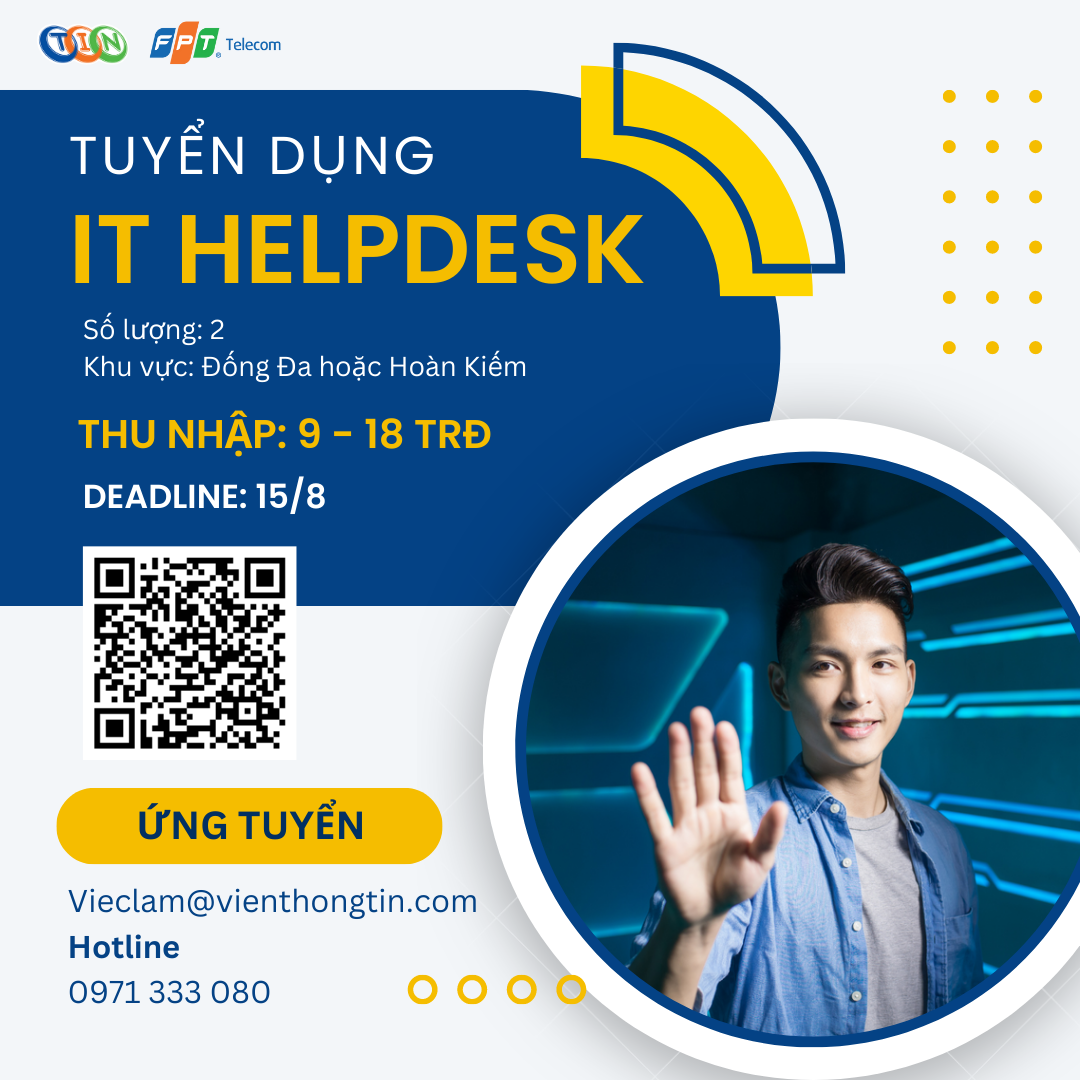 TIN FPT Telecom
TUYỂN DỤNG
IT HELPDESK
Số lượng: 2
Khu vực: Đống Đa hoặc Hoàn Kiếm
THU NHẬP: 9 - 18 TRĐ
DEADLINE: 15/8
ỨNG TUYỂN
Vieclam@vienthongtin.com
Hotline
0971 333 080